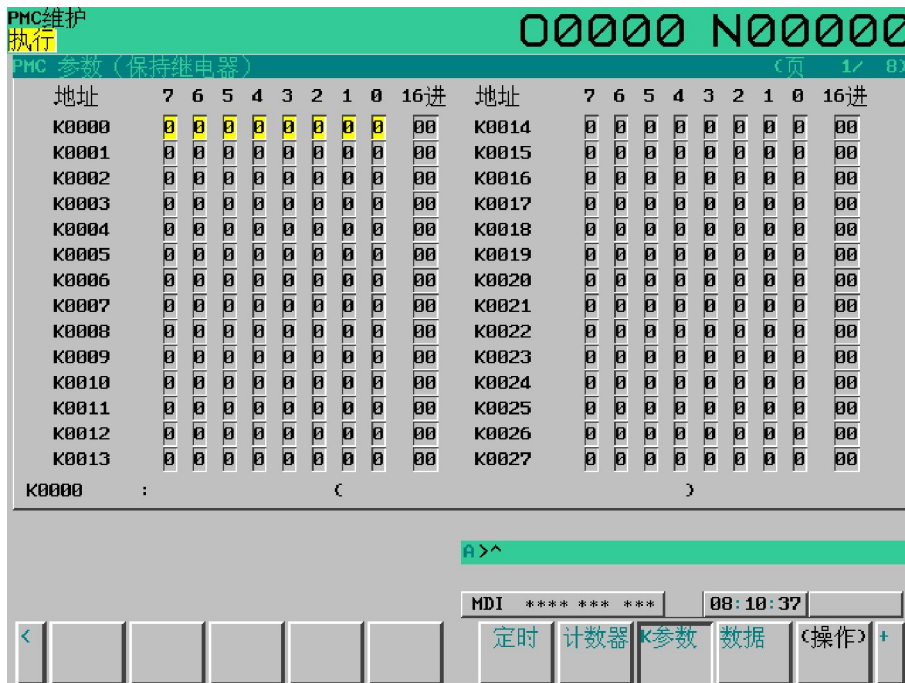 PMC维护
执行
O0000 N00000
PMC 参数（保持继电器）
(页 1/ 8)
地址 7 6 5 4 3 2 1 0 16进 地址 7 6 5 4 3 2 1 0 16进
K0000 0 0 0 0 0 0 0 0 00 K0014 0 0 0 0 0 0 0 0 00
K0001 0 0 0 0 0 0 0 0 00 K0015 0 0 0 0 0 0 0 0 00
K0002 0 0 0 0 0 0 0 0 00 K0016 0 0 0 0 0 0 0 0 00
K0003 0 0 0 0 0 0 0 0 00 K0017 0 0 0 0 0 0 0 0 00
K0004 0 0 0 0 0 0 0 0 00 K0018 0 0 0 0 0 0 0 0 00
K0005 0 0 0 0 0 0 0 0 00 K0019 0 0 0 0 0 0 0 0 00
K0006 0 0 0 0 0 0 0 0 00 K0020 0 0 0 0 0 0 0 0 00
K0007 0 0 0 0 0 0 0 0 00 K0021 0 0 0 0 0 0 0 0 00
K0008 0 0 0 0 0 0 0 0 00 K0022 0 0 0 0 0 0 0 0 00
K0009 0 0 0 0 0 0 0 0 00 K0023 0 0 0 0 0 0 0 0 00
K0010 0 0 0 0 0 0 0 0 00 K0024 0 0 0 0 0 0 0 0 00
K0011 0 0 0 0 0 0 0 0 00 K0025 0 0 0 0 0 0 0 0 00
K0012 0 0 0 0 0 0 0 0 00 K0026 0 0 0 0 0 0 0 0 00
K0013 0 0 0 0 0 0 0 0 00 K0027 0 0 0 0 0 0 0 0 00
K0000 : ( )
A>^
MDI **** *** *** 08:10:37
< 定时 计数器 K参数 数据 (操作) +